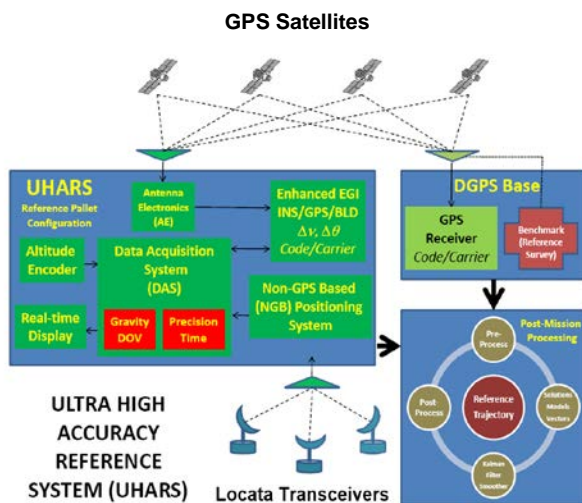 GPS Satellites
UHARS
Reference Pallet
Configuration
Antenna
Electronics
(AE)
Enhanced EGI
INS/GPS/BLD
Δν, Δθ
Code/Carrier
Altitude
Encoder
Data Acquisition
System
(DAS)
Gravity
DOV
Precision
Time
Real-time
Display
Non-GPS Based
(NGB) Positioning
System
DGPS Base
GPS
Receiver
Code/Carrier
Benchmark
(Reference
Survey)
Post-Mission
Processing
Pre-
Process
Post-
Process
Reference
Trajectory
Solutions
Models
Vectors
Kalman
Filter
Smoother
ULTRA HIGH
ACCURACY
REFERENCE
SYSTEM (UHARS)
Locata Transceivers